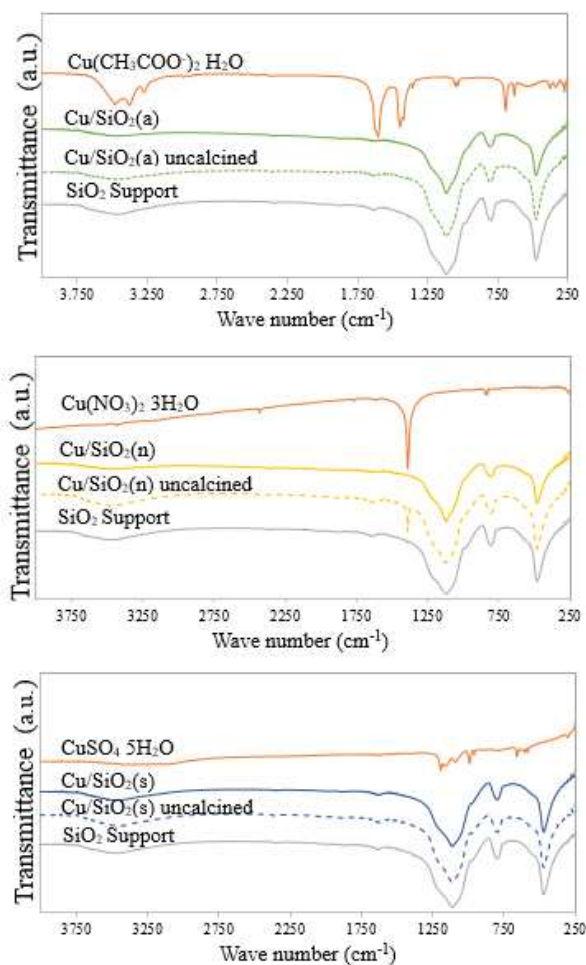 Transmittance (a.u.)
Cu(CH₃COO⁻)₂ H₂O
Cu/SiO₂(a)
Cu/SiO₂(a) uncalcined
SiO₂ Support
3.750 3.250 2.750 2.250 1.750 1.250 750 250
Wave number (cm⁻¹)
Transmittance (a.u.)
Cu(NO₃)₂ 3H₂O
Cu/SiO₂(n)
Cu/SiO₂(n) uncalcined
SiO₂ Support
3750 3250 2750 2250 1750 1250 750 250
Wave number (cm⁻¹)
Transmittance (a.u.)
CuSO₄ 5H₂O
Cu/SiO₂(s)
Cu/SiO₂(s) uncalcined
SiO₂ Support
3750 3250 2750 2250 1750 1250 750 250
Wave number (cm⁻¹)